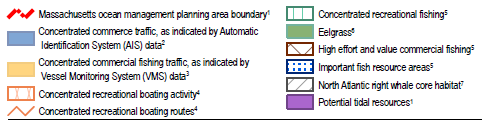 Massachusetts ocean management planning area boundary¹
Concentrated commerce traffic, as indicated by Automatic
Identification System (AIS) data²
Concentrated commercial fishing traffic, as indicated by
Vessel Monitoring System (VMS) data³
Concentrated recreational boating activity⁴
Concentrated recreational boating routes⁴
Concentrated recreational fishing⁵
Eelgrass⁶
High effort and value commercial fishing⁵
Important fish resource areas⁵
North Atlantic right whale core habitat⁷
Potential tidal resources¹